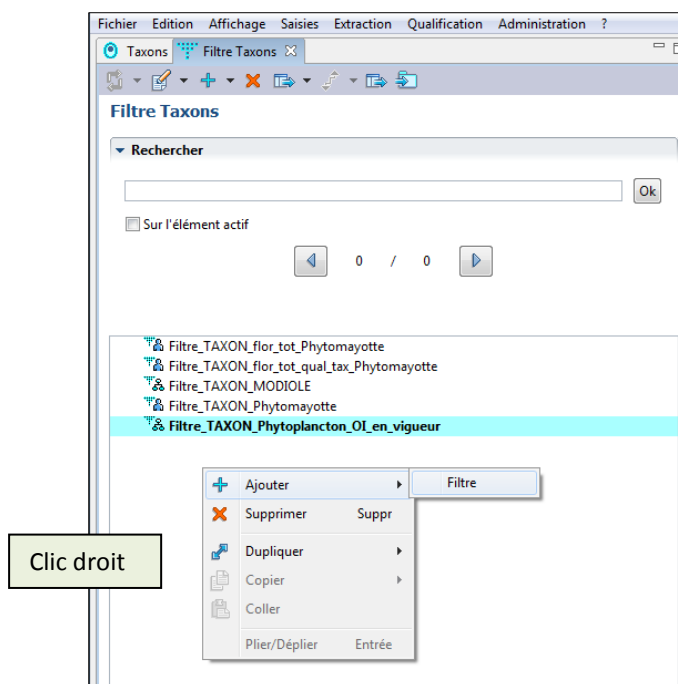 Fichier Edition Affichage Saisies Extraction Qualification Administration ?
Taxons Filtre Taxons
Filtre Taxons
Rechercher
Ok
Sur l'élément actif
0 / 0
Filtre_TAXON_flor_tot_Phytomayotte
Filtre_TAXON_flor_tot_qual_tax_Phytomayotte
Filtre_TAXON_MODIOLE
Filtre_TAXON_Phytomayotte
Filtre_TAXON_Phytoplancton_OI_en_vigueur
Ajouter Filtre
Supprimer Suppr
Clic droit
Dupliquer
Copier
Coller
Plier/Déplier Entrée